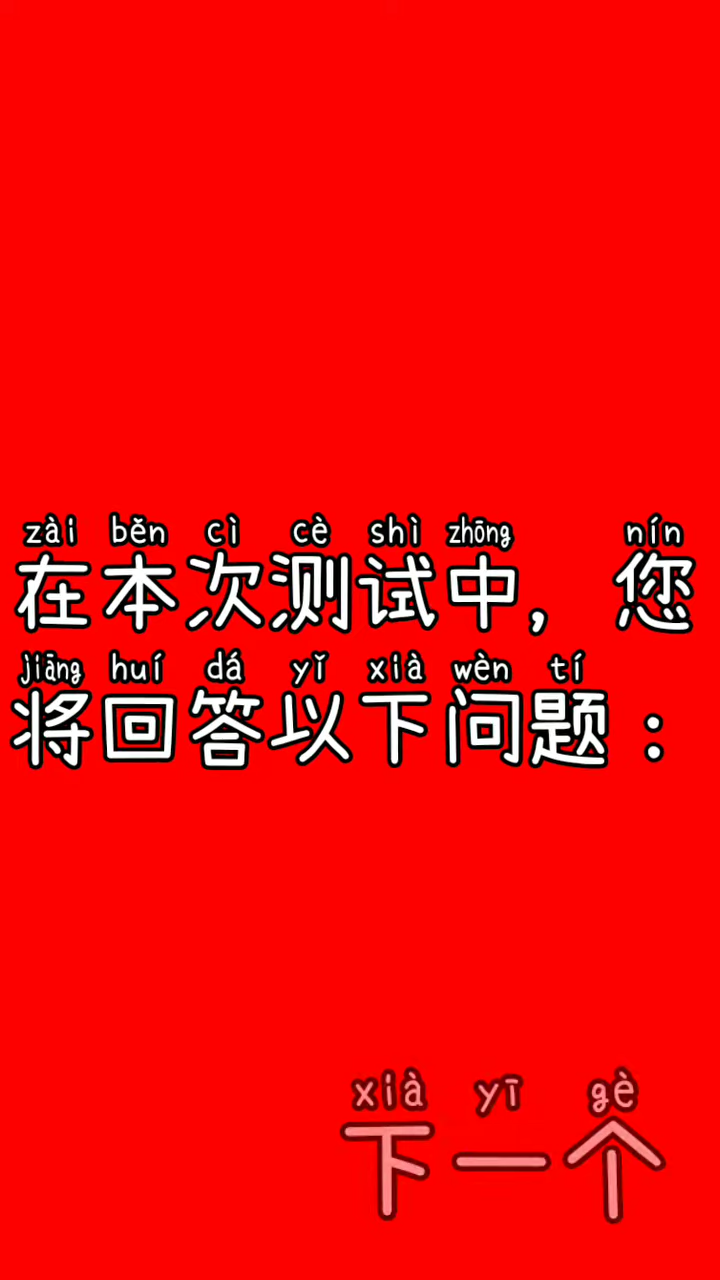 zài běn cì cè shì zhōng nín
在本次测试中，您
jiāng huí dá yǐ xià wèn tí
将回答以下问题：
xià yī gè
下一个